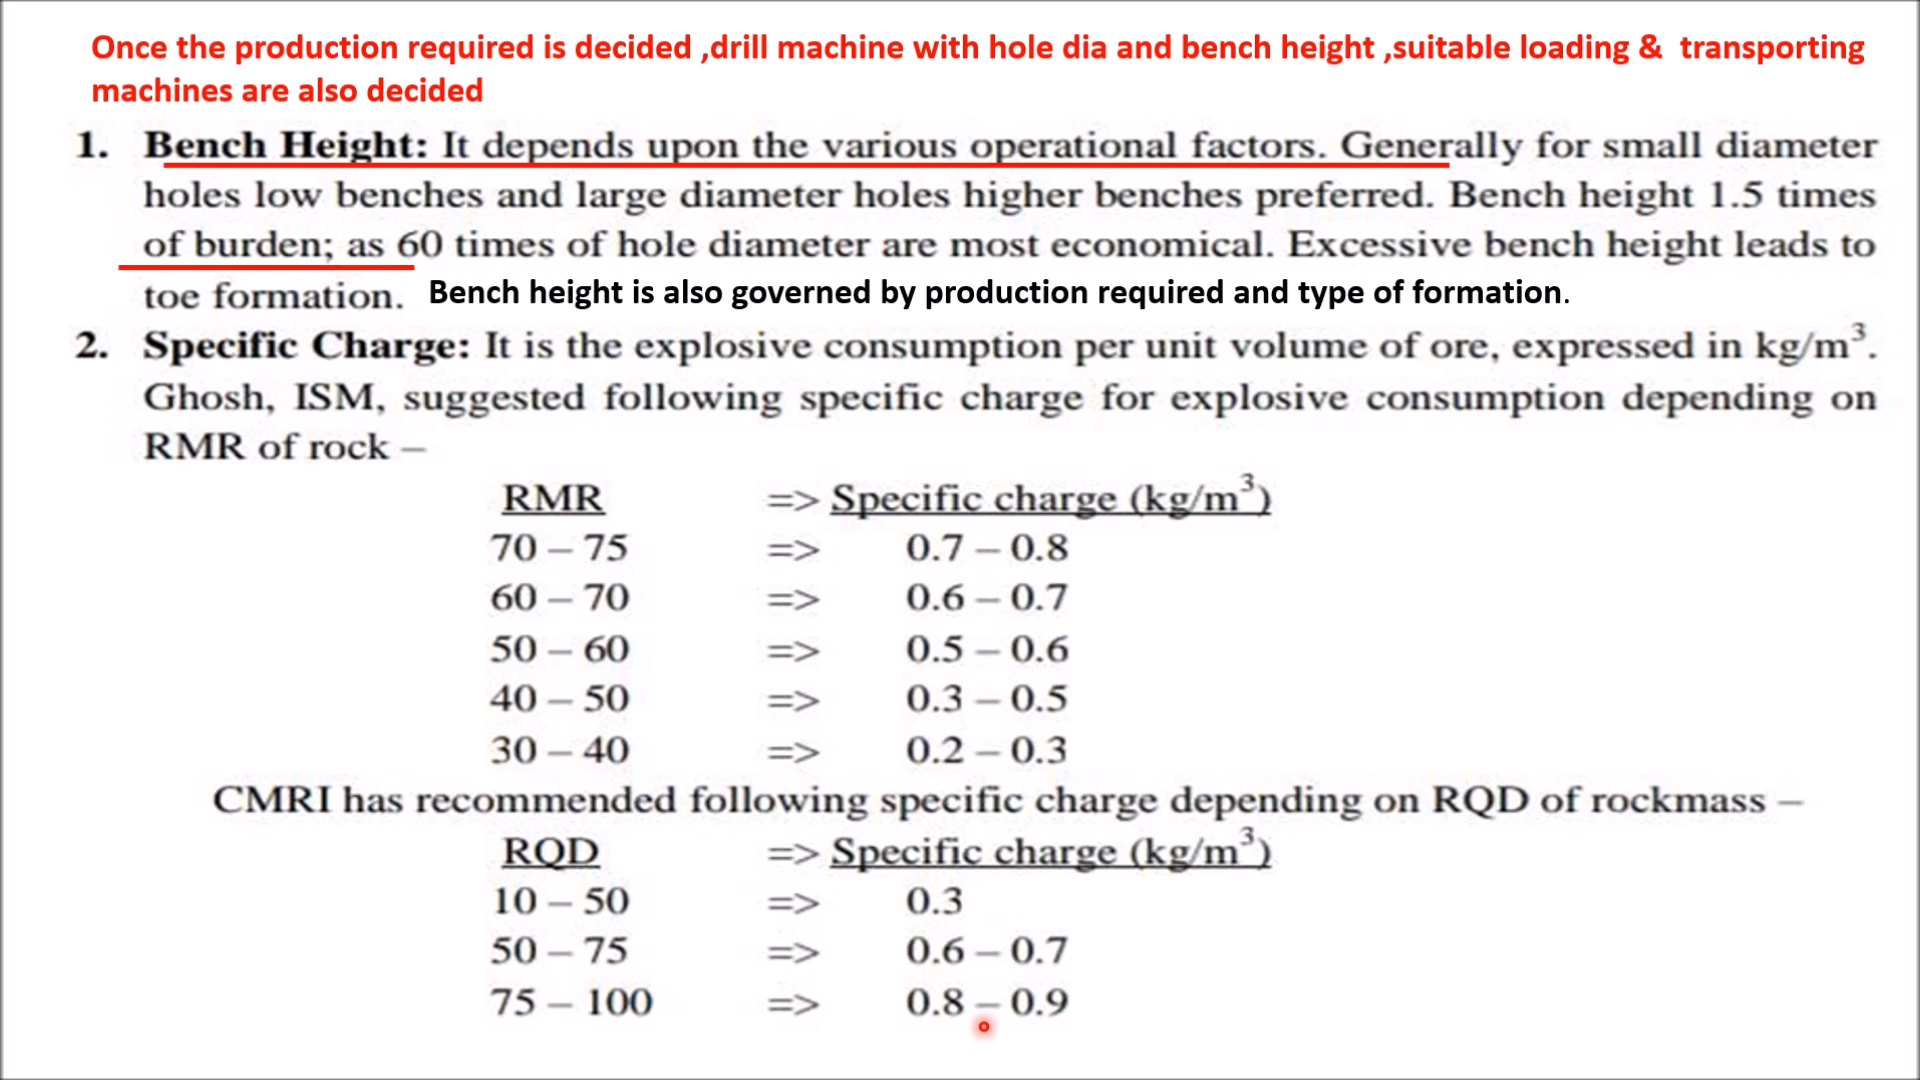 Once the production required is decided ,drill machine with hole dia and bench height ,suitable loading & transporting
machines are also decided
1. Bench Height: It depends upon the various operational factors. Generally for small diameter
holes low benches and large diameter holes higher benches preferred. Bench height 1.5 times
of burden; as 60 times of hole diameter are most economical. Excessive bench height leads to
toe formation. Bench height is also governed by production required and type of formation.
2. Specific Charge: It is the explosive consumption per unit volume of ore, expressed in kg/m³.
Ghosh, ISM, suggested following specific charge for explosive consumption depending on
RMR of rock –
RMR => Specific charge (kg/m³)
70 – 75 => 0.7 – 0.8
60 – 70 => 0.6 – 0.7
50 – 60 => 0.5 – 0.6
40 – 50 => 0.3 – 0.5
30 – 40 => 0.2 – 0.3
CMRI has recommended following specific charge depending on RQD of rockmass –
RQD => Specific charge (kg/m³)
10 – 50 => 0.3
50 – 75 => 0.6 – 0.7
75 – 100 => 0.8 – 0.9